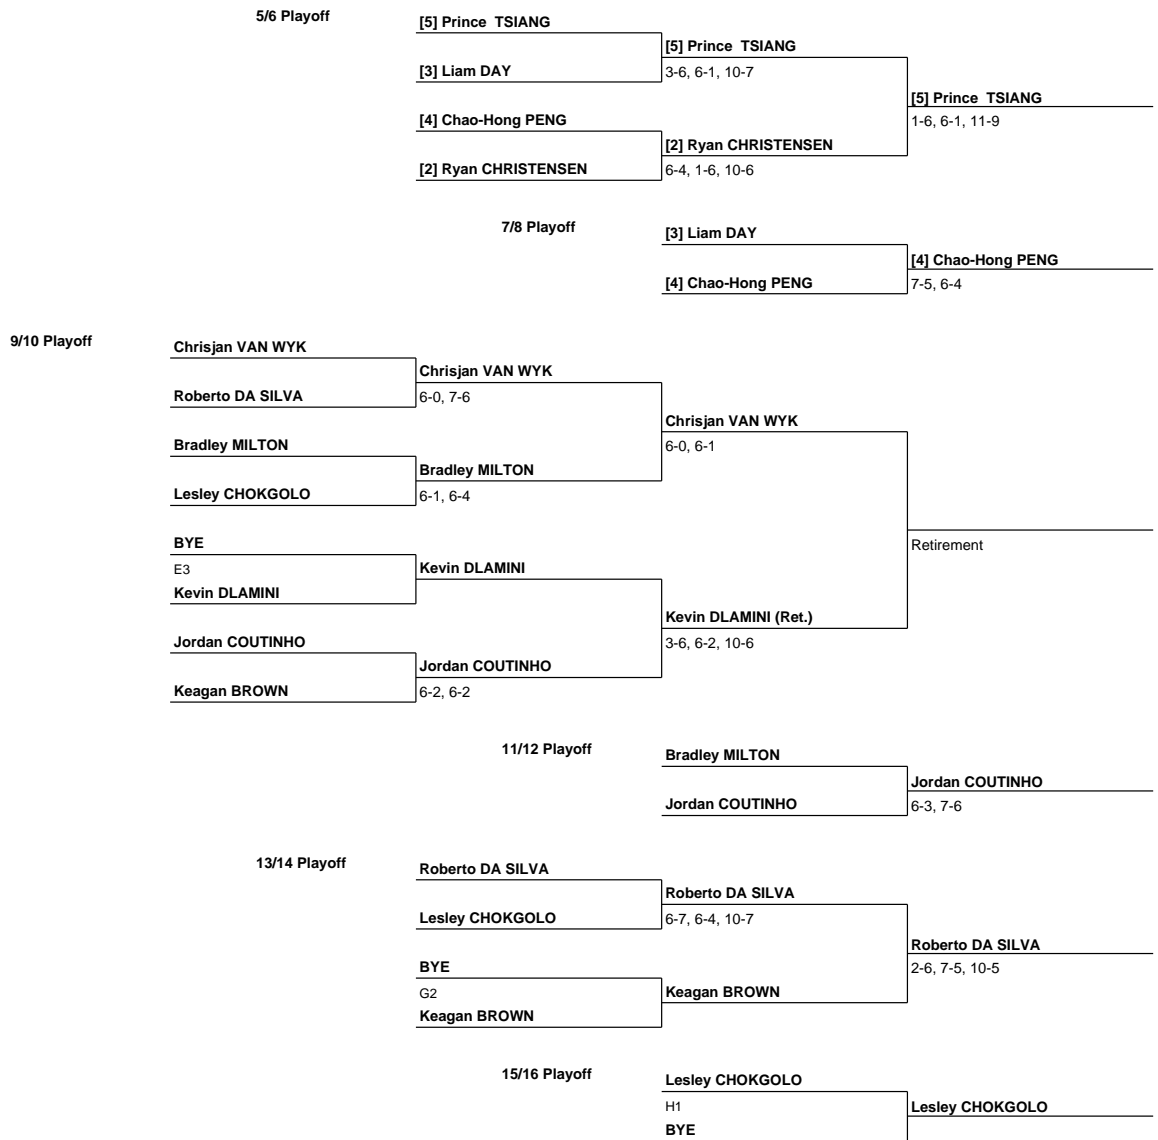 5/6 Playoff
[5] Prince  TSIANG
[5] Prince  TSIANG
[3] Liam DAY
3-6, 6-1, 10-7
[5] Prince  TSIANG
[4] Chao-Hong PENG
1-6, 6-1, 11-9
[2] Ryan CHRISTENSEN
[2] Ryan CHRISTENSEN
6-4, 1-6, 10-6
7/8 Playoff
[3] Liam DAY
[4] Chao-Hong PENG
[4] Chao-Hong PENG
7-5, 6-4
9/10 Playoff
Chrisjan VAN WYK
Chrisjan VAN WYK
Roberto DA SILVA
6-0, 7-6
Chrisjan VAN WYK
Bradley MILTON
6-0, 6-1
Bradley MILTON
Lesley CHOKGOLO
6-1, 6-4
BYE
Retirement
E3
Kevin DLAMINI
Kevin DLAMINI
Kevin DLAMINI (Ret.)
Jordan COUTINHO
3-6, 6-2, 10-6
Jordan COUTINHO
Keagan BROWN
6-2, 6-2
11/12 Playoff
Bradley MILTON
Jordan COUTINHO
Jordan COUTINHO
6-3, 7-6
13/14 Playoff
Roberto DA SILVA
Roberto DA SILVA
Lesley CHOKGOLO
6-7, 6-4, 10-7
Roberto DA SILVA
BYE
2-6, 7-5, 10-5
G2
Keagan BROWN
Keagan BROWN
15/16 Playoff
Lesley CHOKGOLO
H1
Lesley CHOKGOLO
BYE